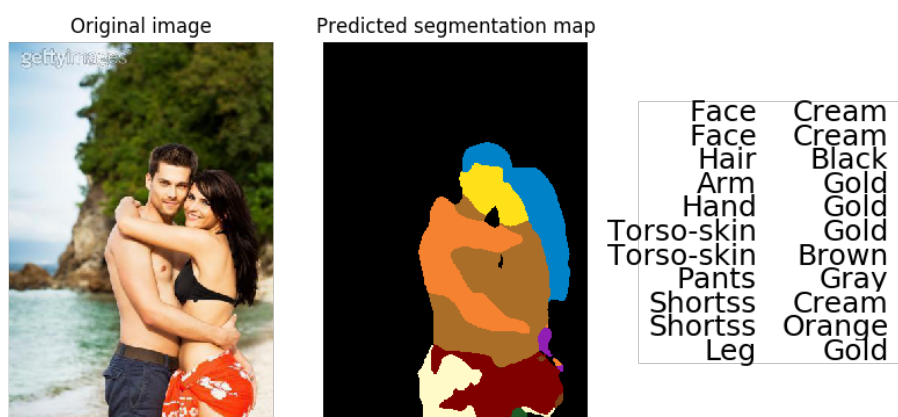 Original image
Predicted segmentation map
gettyimages
Face Cream
Face Cream
Hair Black
Arm Gold
Hand Gold
Torso-skin Gold
Torso-skin Brown
Pants Gray
Shortss Cream
Shortss Orange
Leg Gold